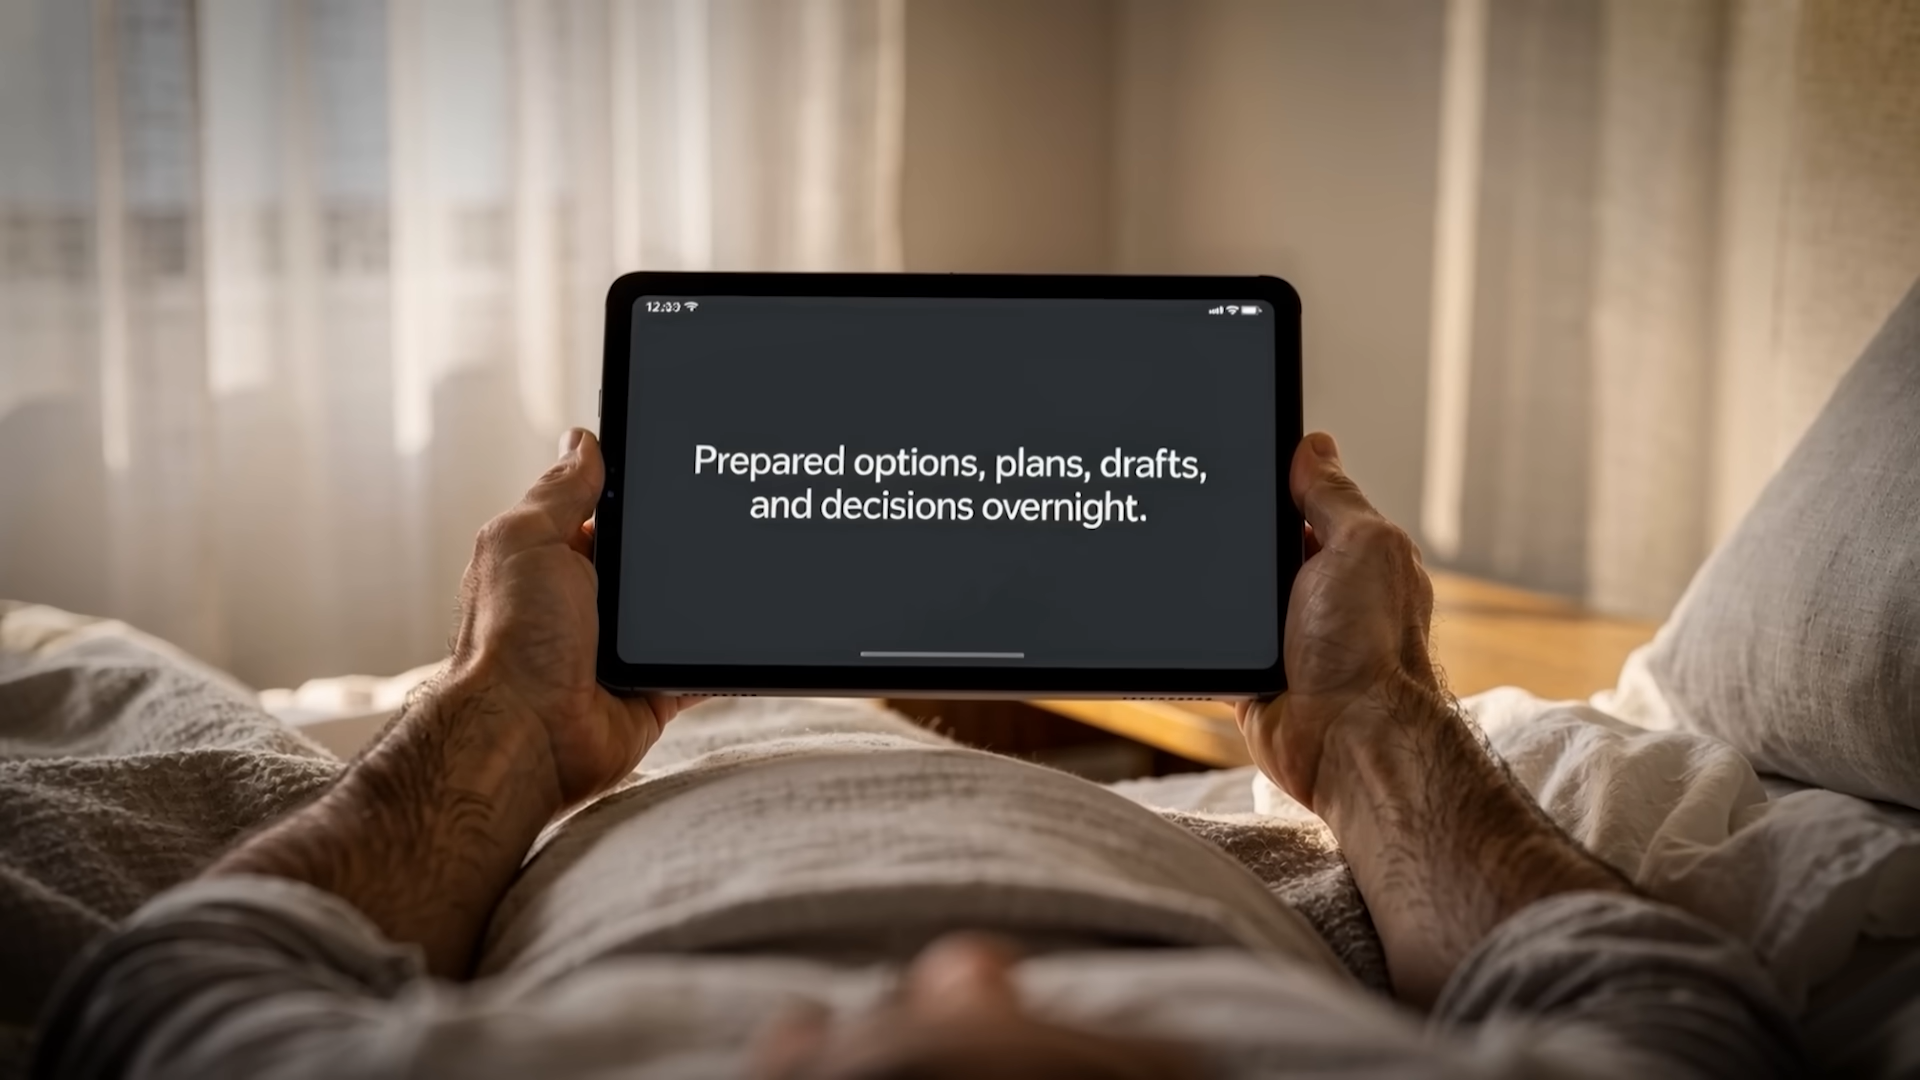 Prepared options, plans, drafts,
and decisions overnight.